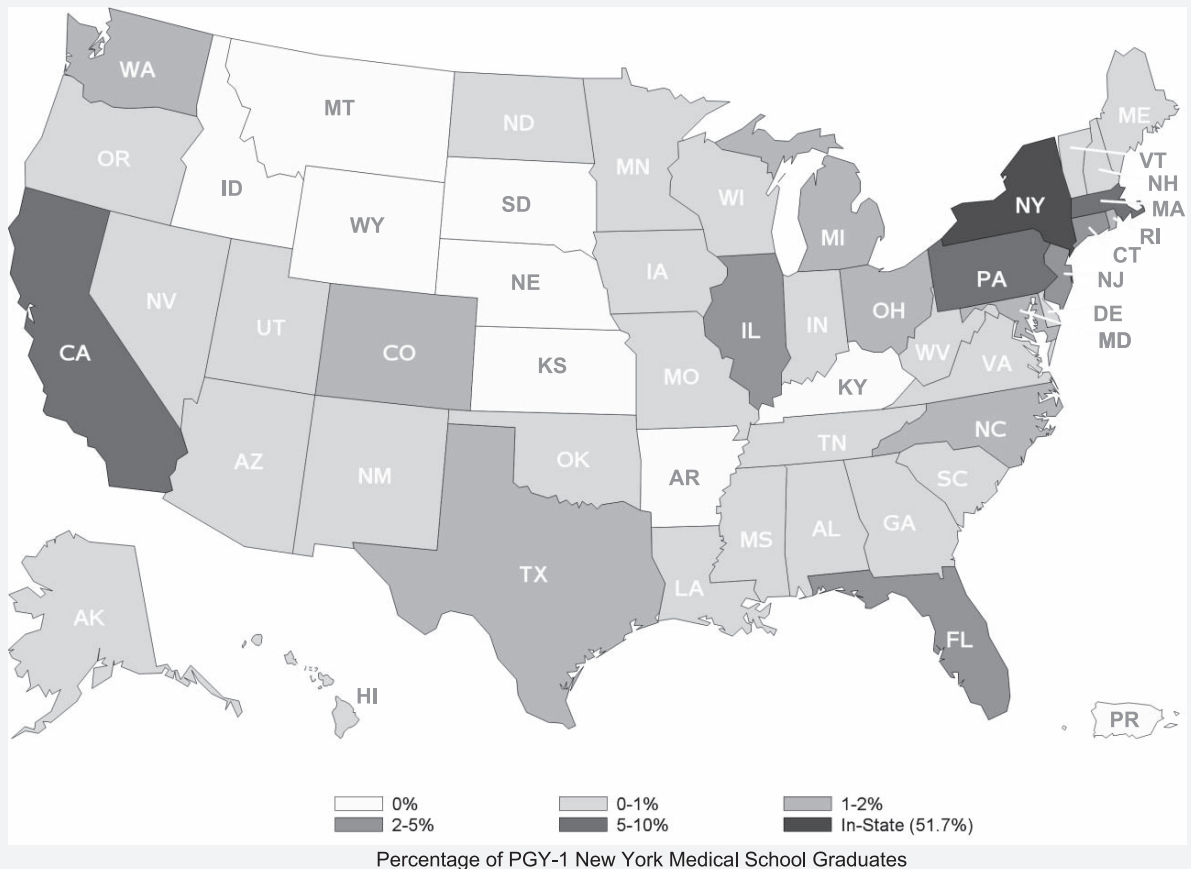 WA
MT
ND
MN
ME
OR
ID
SD
WI
VT
NH
MA
RI
CT
NJ
DE
MD
WY
MI
NY
NV
UT
CO
NE
IA
IL
IN
OH
PA
CA
KS
MO
KY
WV
VA
AZ
NM
OK
AR
TN
NC
SC
TX
LA
MS
AL
GA
FL
AK
HI
PR
0%
0-1%
1-2%
2-5%
5-10%
In-State (51.7%)
Percentage of PGY-1 New York Medical School Graduates